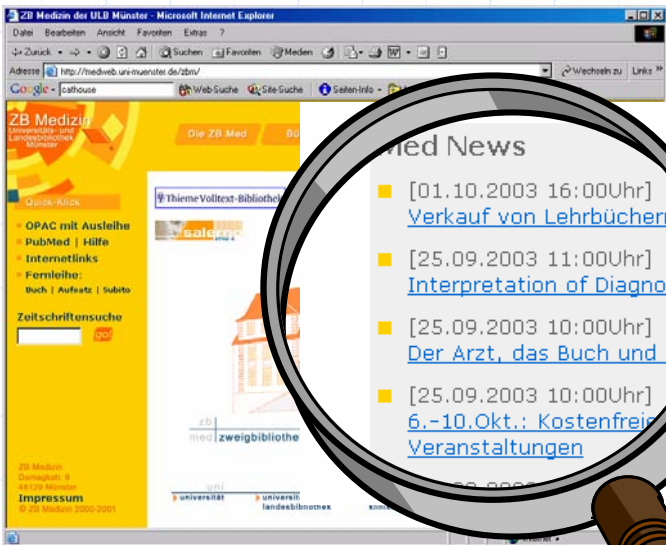 ZB Medizin der ULB Münster - Microsoft Internet Explorer
Datei Bearbeiten Ansicht Favoriten Extras ?
Zurück Suchen Favoriten Medien
Adresse http://medweb.uni-muenster.de/zbm/ Wechseln zu Links »
Google cathouse Web-Suche Site-Suche Seiten-Info
ZB Medizin
Universitäts- und
Landesbibliothek
Münster
Die ZB Med
Quick-Klick
OPAC mit Ausleihe
PubMed | Hilfe
Internetlinks
Fernleihe:
Buch | Aufsatz | Subito
Zeitschriftensuche
go!
ZB Medizin
Domagkstr. 9
48129 Münster
Impressum
© ZB Medizin 2000-2001
Thieme Volltext-Bibliothek
salerno
zb
med zweigbibliothe
uni
universität
universit
landesbibliothek
Med News
[01.10.2003 16:00Uhr]
Verkauf von Lehrbüchern
[25.09.2003 11:00Uhr]
Interpretation of Diagno
[25.09.2003 10:00Uhr]
Der Arzt, das Buch und
[25.09.2003 10:00Uhr]
6.-10.Okt.: Kostenfreie
Veranstaltungen
Internet